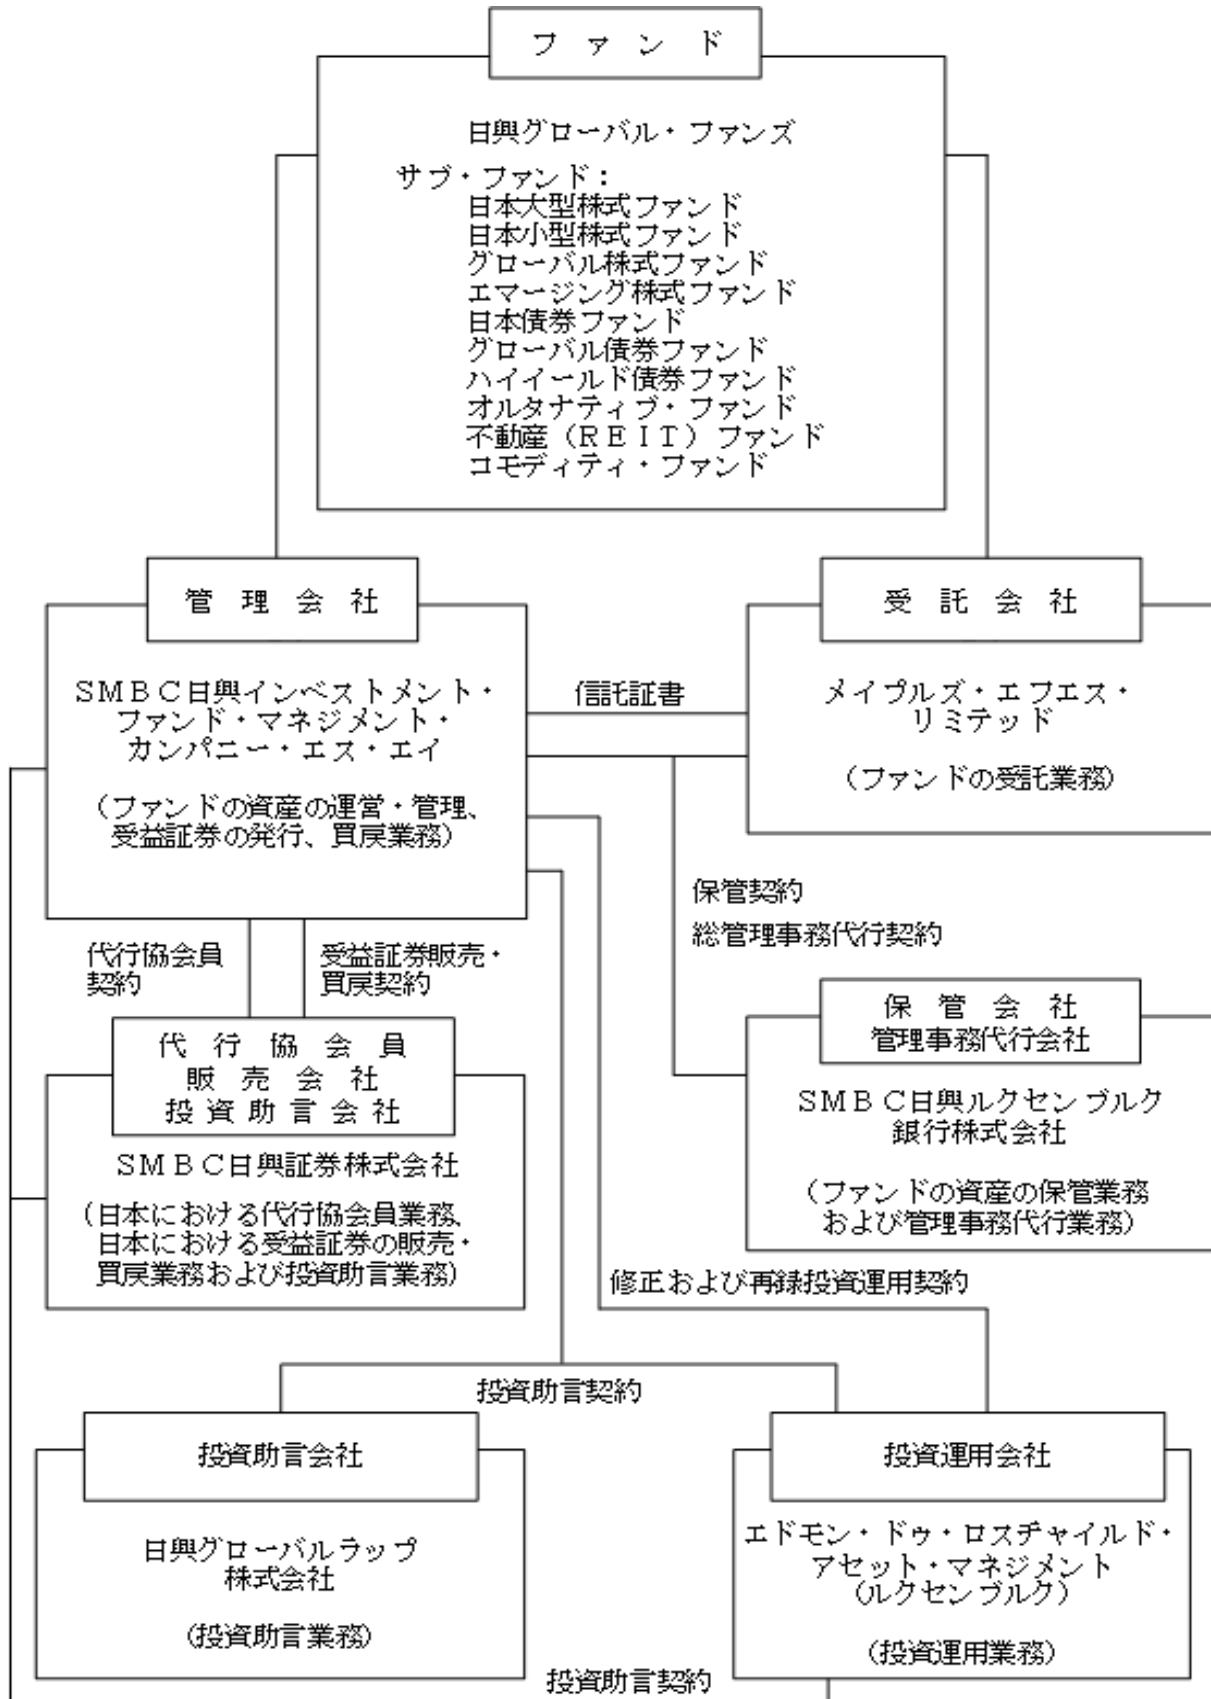 ファンド
日興グローバル・ファンズ
サブ・ファンド：
日本大型株式ファンド
日本小型株式ファンド
グローバル株式ファンド
エマージング株式ファンド
日本債券ファンド
グローバル債券ファンド
ハイイールド債券ファンド
オルタナティブ・ファンド
不動産（ＲＥＩＴ）ファンド
コモディティ・ファンド
管理会社
ＳＭＢＣ日興インベストメント・
ファンド・マネジメント・
カンパニー・エス・エイ
（ファンドの資産の運営・管理、
受益証券の発行、買戻業務）
信託証書
受託会社
メイプルズ・エフエス・
リミテッド
（ファンドの受託業務）
保管契約
総管理事務代行契約
代行協会員
契約
受益証券販売・
買戻契約
保管会社
管理事務代行会社
ＳＭＢＣ日興ルクセンブルク
銀行株式会社
（ファンドの資産の保管業務
および管理事務代行業務）
代行協会員
販売会社
投資助言会社
ＳＭＢＣ日興証券株式会社
（日本における代行協会員業務、
日本における受益証券の販売・
買戻業務および投資助言業務）
修正および再録投資運用契約
投資助言契約
投資助言会社
日興グローバルラップ
株式会社
（投資助言業務）
投資運用会社
エドモン・ドゥ・ロスチャイルド・
アセット・マネジメント
（ルクセンブルク）
（投資運用業務）
投資助言契約